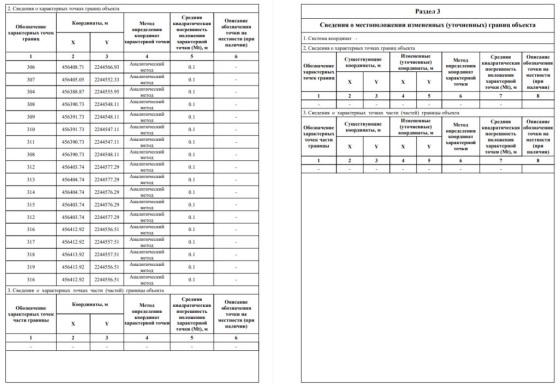 2. Сведения о характерных точках границ объекта
Обозначение характерных точек границ | Координаты, м | Метод определения координат характерной точки | Средняя квадратическая погрешность положения характерной точки (Mt), м | Описание обозначения точки на местности (при наличии)
X | Y
1 | 2 | 3 | 4 | 5 | 6
306 | 456408.71 | 2244566.93 | Аналитический метод | 0.1 | -
307 | 456405.05 | 2244552.33 | Аналитический метод | 0.1 | -
304 | 456388.87 | 2244555.95 | Аналитический метод | 0.1 | -
308 | 456390.73 | 2244548.11 | Аналитический метод | 0.1 | -
309 | 456391.73 | 2244548.11 | Аналитический метод | 0.1 | -
310 | 456391.73 | 2244547.11 | Аналитический метод | 0.1 | -
311 | 456390.73 | 2244547.11 | Аналитический метод | 0.1 | -
308 | 456390.73 | 2244548.11 | Аналитический метод | 0.1 | -
312 | 456403.74 | 2244577.29 | Аналитический метод | 0.1 | -
313 | 456404.74 | 2244577.29 | Аналитический метод | 0.1 | -
314 | 456404.74 | 2244576.29 | Аналитический метод | 0.1 | -
315 | 456403.74 | 2244576.29 | Аналитический метод | 0.1 | -
312 | 456403.74 | 2244577.29 | Аналитический метод | 0.1 | -
316 | 456412.92 | 2244556.51 | Аналитический метод | 0.1 | -
317 | 456412.92 | 2244557.51 | Аналитический метод | 0.1 | -
318 | 456413.92 | 2244557.51 | Аналитический метод | 0.1 | -
319 | 456413.92 | 2244556.51 | Аналитический метод | 0.1 | -
316 | 456412.92 | 2244556.51 | Аналитический метод | 0.1 | -
3. Сведения о характерных точках части (частей) границы объекта
Обозначение характерных точек части границы | Координаты, м | Метод определения координат характерной точки | Средняя квадратическая погрешность положения характерной точки (Mt), м | Описание обозначения точки на местности (при наличии)
X | Y
1 | 2 | 3 | 4 | 5 | 6
- | - | - | - | - | -
Раздел 3
Сведения о местоположении измененных (уточненных) границ объекта
1. Система координат -
2. Сведения о характерных точках границ объекта
Обозначение характерных точек границ | Существующие координаты, м | Измененные (уточненные) координаты, м | Метод определения координат характерной точки | Средняя квадратическая погрешность положения характерной точки (Mt), м | Описание обозначения точки на местности (при наличии)
X | Y | X | Y
1 | 2 | 3 | 4 | 5 | 6 | 7 | 8
- | - | - | - | - | - | - | -
3. Сведения о характерных точках части (частей) границы объекта
Обозначение характерных точек части границы | Существующие координаты, м | Измененные (уточненные) координаты, м | Метод определения координат характерной точки | Средняя квадратическая погрешность положения характерной точки (Mt), м | Описание обозначения точки на местности (при наличии)
X | Y | X | Y
1 | 2 | 3 | 4 | 5 | 6 | 7 | 8
- | - | - | - | - | - | - | -